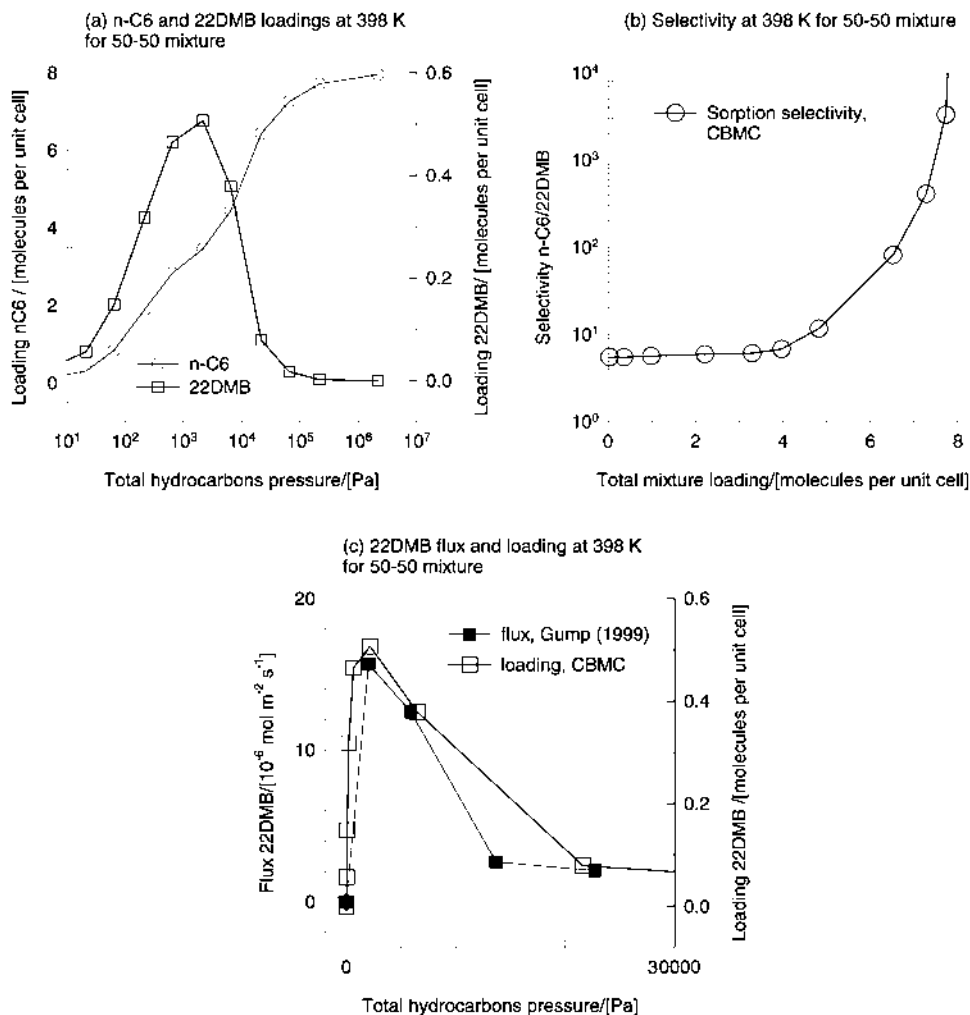 (a) n-C6 and 22DMB loadings at 398 K
for 50-50 mixture
Loading nC6 / [molecules per unit cell]
8
6
4
2
0
0.6
0.4
0.2
0.0
Loading 22DMB/ [molecules per unit cell]
n-C6
22DMB
10¹ 10² 10³ 10⁴ 10⁵ 10⁶ 10⁷
Total hydrocarbons pressure/[Pa]
(b) Selectivity at 398 K for 50-50 mixture
Selectivity n-C6/22DMB
10⁴
10³
10²
10¹
10⁰
Sorption selectivity,
CBMC
0 2 4 6 8
Total mixture loading/[molecules per unit cell]
(c) 22DMB flux and loading at 398 K
for 50-50 mixture
Flux 22DMB/[10⁻⁶ mol m⁻² s⁻¹]
20
10
0
flux, Gump (1999)
loading, CBMC
0.6
0.4
0.2
0.0
Loading 22DMB /[molecules per unit cell]
0 30000
Total hydrocarbons pressure/[Pa]